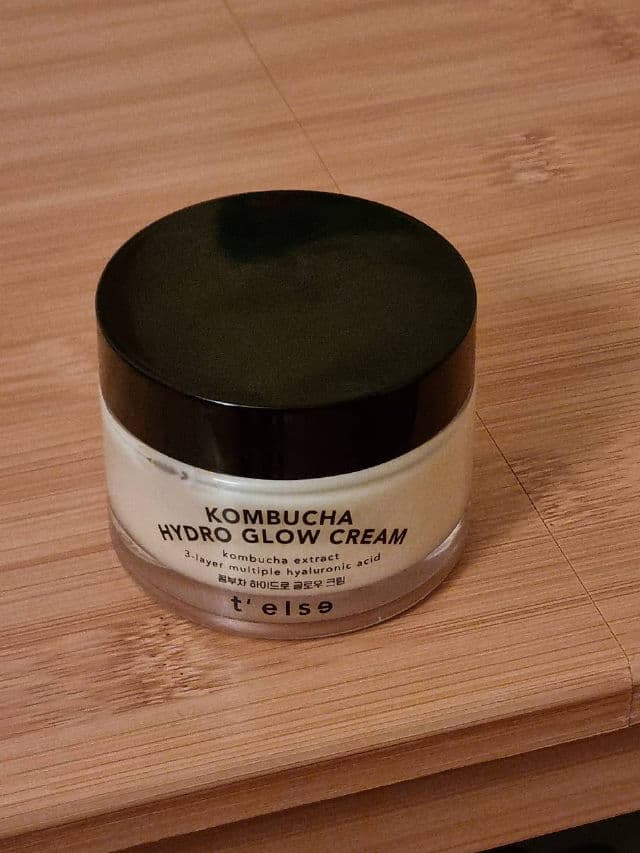 KOMBUCHA
HYDRO GLOW CREAM
kombucha extract
3-layer multiple hyaluronic acid
콤부차 하이드로 글로우 크림
t' else